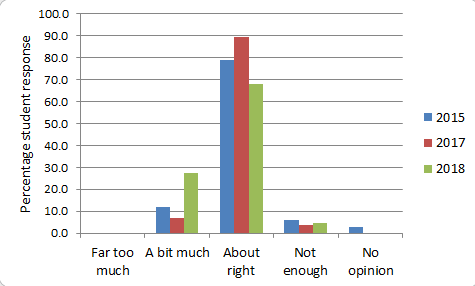 Percentage student response
100.0
90.0
80.0
70.0
60.0
50.0
40.0
30.0
20.0
10.0
0.0
Far too
much
A bit much
About
right
Not
enough
No
opinion
2015
2017
2018